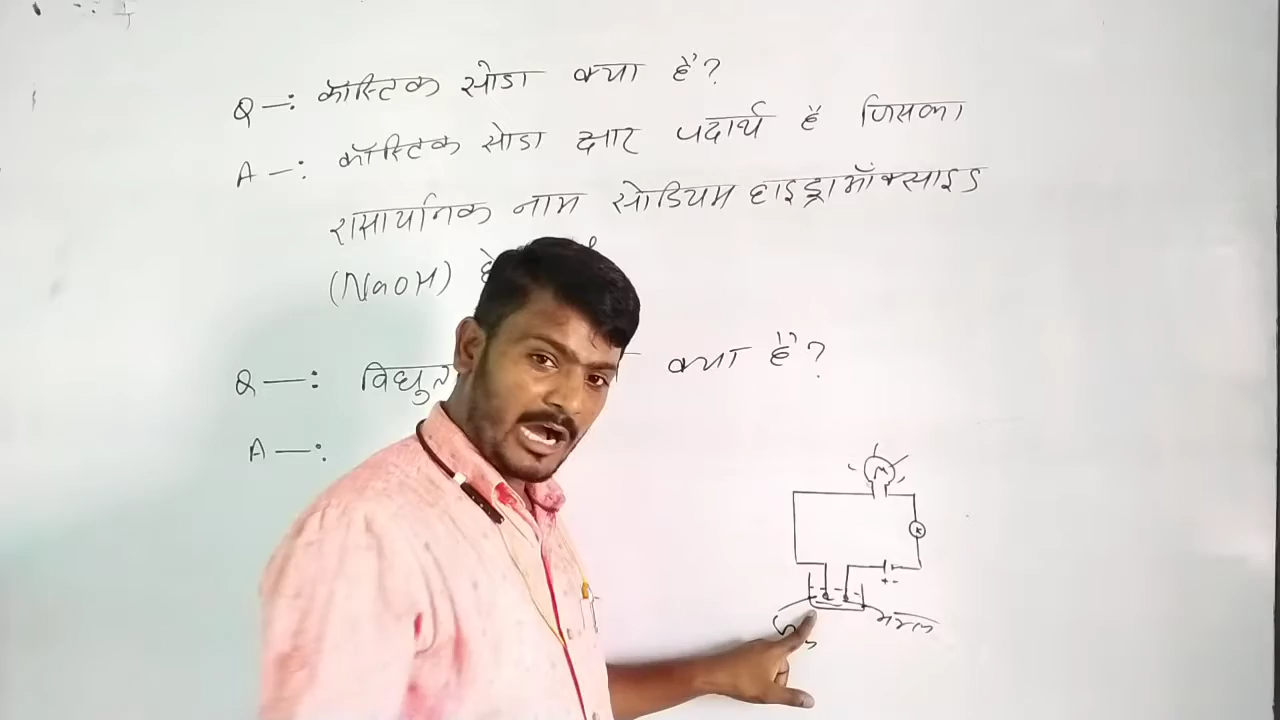 Q —: कॉस्टिक सोडा क्या है?
A —: कॉस्टिक सोडा क्षार पदार्थ है जिसका
रासायनिक नाम सोडियम हाइड्राऑक्साइड
(NaOH) है
Q —: विधुत क्या है?
A —:
K
+ -